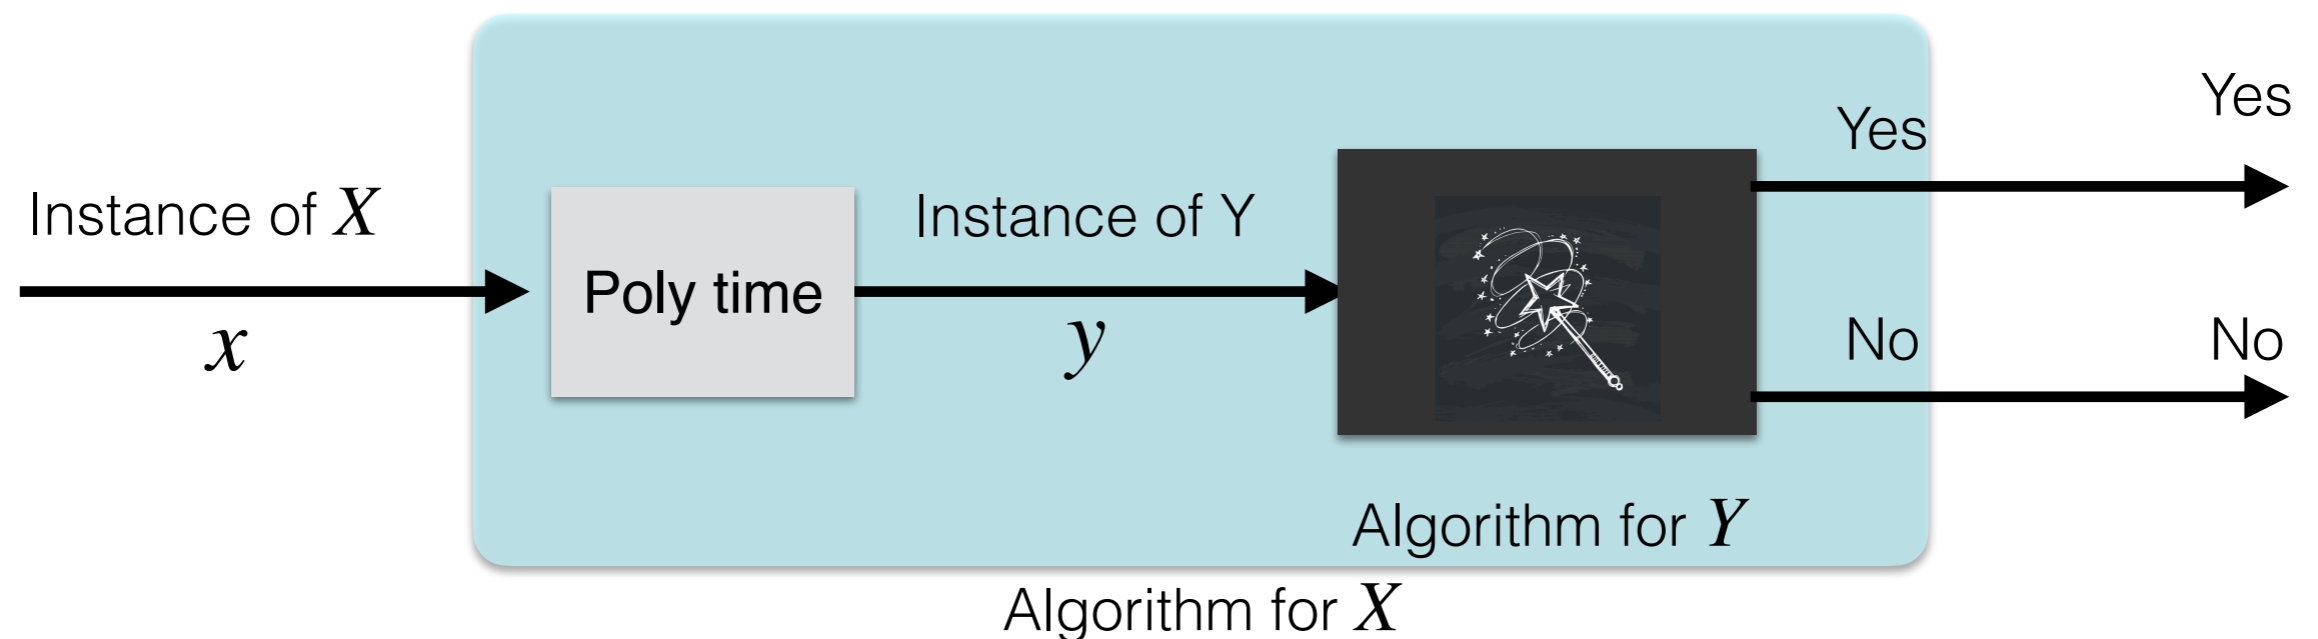 Instance of X
x
Poly time
Instance of Y
y
Yes
No
Yes
No
Algorithm for Y
Algorithm for X